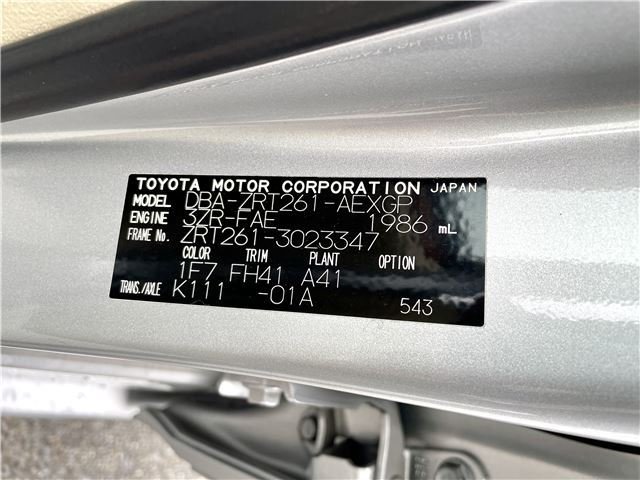 TOYOTA MOTOR CORPORATION JAPAN
MODEL DBA-ZRT261-AEXGP
ENGINE 3ZR-FAE 1986 mL
FRAME No. ZRT261-3023347
COLOR TRIM PLANT OPTION
1F7 FH41 A41
TRANS./AXLE K111 -01A
543